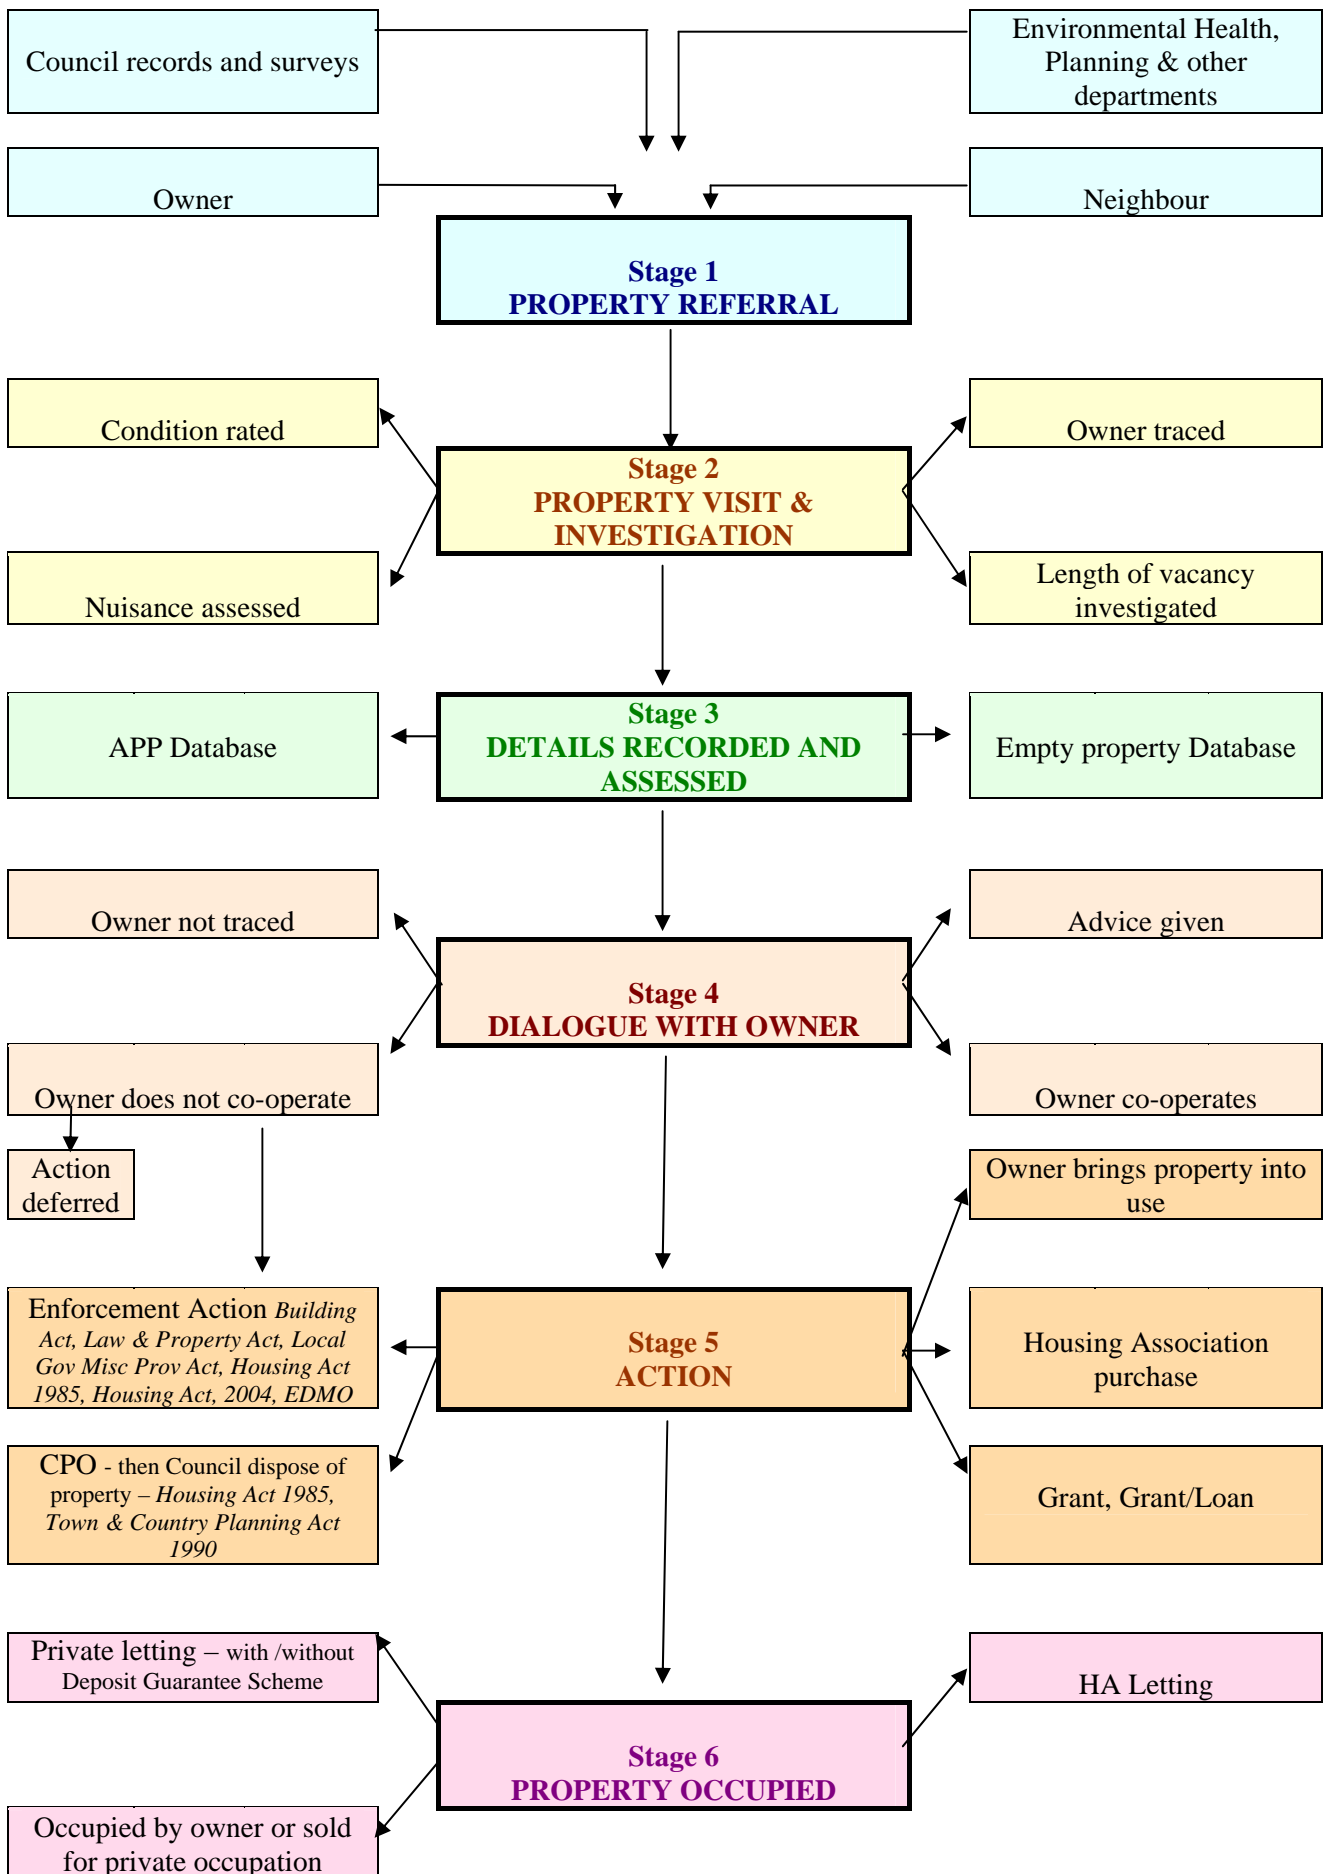 Council records and surveys
Environmental Health,
Planning & other
departments
Owner
Neighbour
Stage 1
PROPERTY REFERRAL
Condition rated
Owner traced
Stage 2
PROPERTY VISIT &
INVESTIGATION
Nuisance assessed
Length of vacancy
investigated
APP Database
Stage 3
DETAILS RECORDED AND
ASSESSED
Empty property Database
Owner not traced
Advice given
Stage 4
DIALOGUE WITH OWNER
Owner does not co-operate
Owner co-operates
Action
deferred
Owner brings property into
use
Enforcement Action Building
Act, Law & Property Act, Local
Gov Misc Prov Act, Housing Act
1985, Housing Act, 2004, EDMO
Stage 5
ACTION
Housing Association
purchase
CPO - then Council dispose of
property – Housing Act 1985,
Town & Country Planning Act
1990
Grant, Grant/Loan
Private letting – with /without
Deposit Guarantee Scheme
HA Letting
Stage 6
PROPERTY OCCUPIED
Occupied by owner or sold
for private occupation